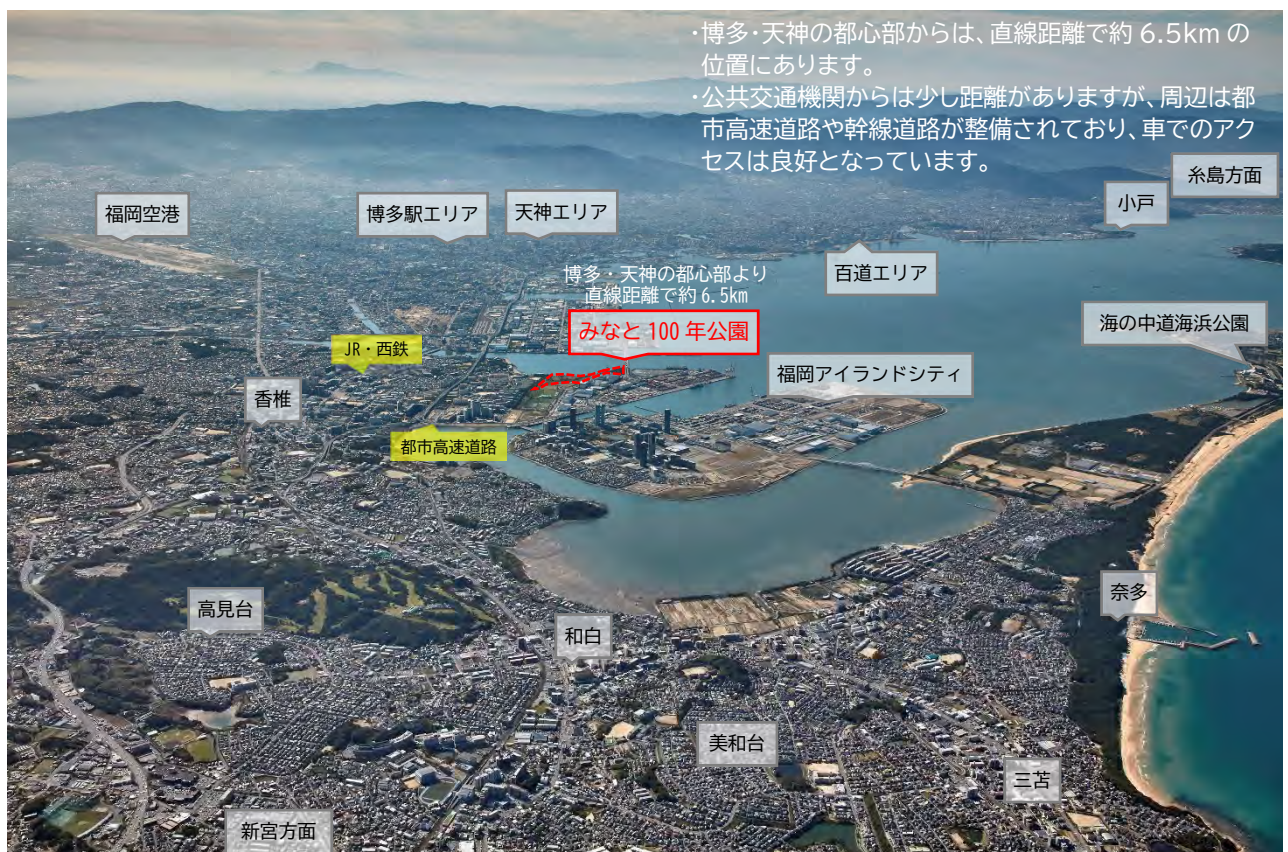 ・博多・天神の都心部からは、直線距離で約 6.5km の
位置にあります。
・公共交通機関からは少し距離がありますが、周辺は都
市高速道路や幹線道路が整備されており、車でのアク
セスは良好となっています。
糸島方面
小戸
福岡空港
博多駅エリア
天神エリア
百道エリア
博多・天神の都心部より
直線距離で約 6.5km
みなと 100 年公園
海の中道海浜公園
JR・西鉄
福岡アイランドシティ
香椎
都市高速道路
高見台
奈多
和白
美和台
三苫
新宮方面